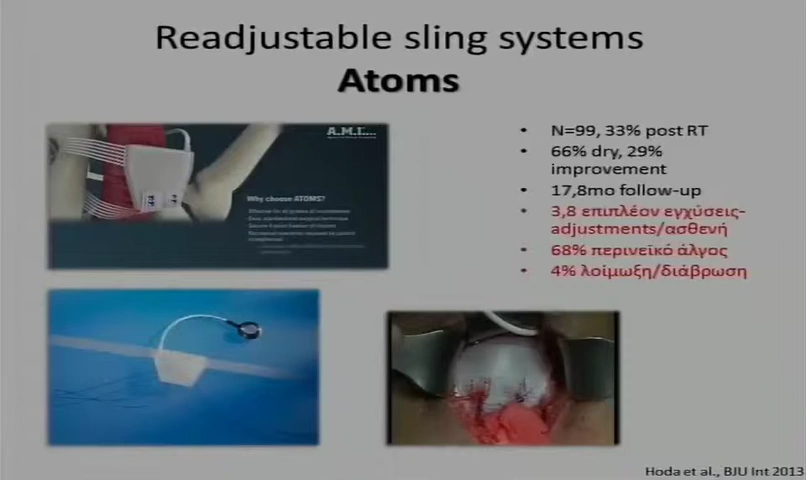 Readjustable sling systems
Atoms
A.M.I.
Why choose ATOMS?
• N=99, 33% post RT
• 66% dry, 29%
improvement
• 17,8mo follow-up
• 3,8 επιπλέον εγχύσεις-
adjustments/ασθενή
• 68% περινεϊκό άλγος
• 4% λοίμωξη/διάβρωση
Hoda et al., BJU Int 2013